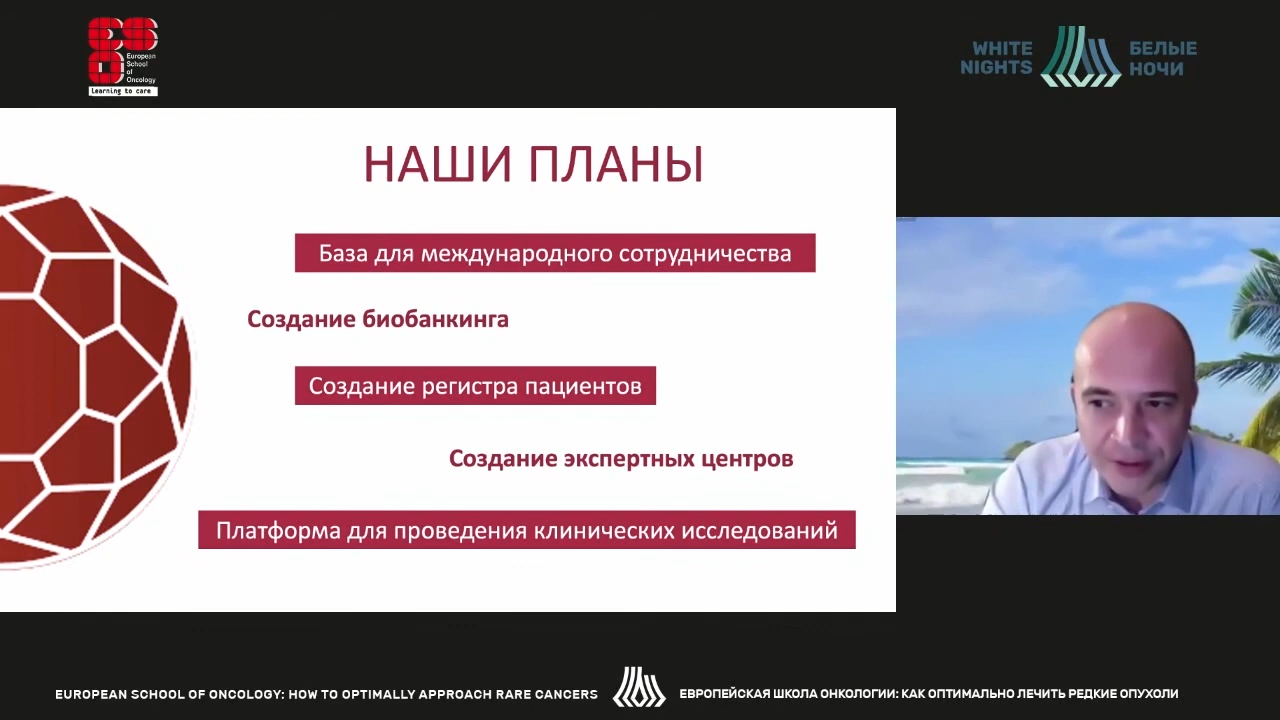 European
School
of
Oncology
Learning to care
WHITE
NIGHTS
БЕЛЫЕ
НОЧИ
НАШИ ПЛАНЫ
База для международного сотрудничества
Создание биобанкинга
Создание регистра пациентов
Создание экспертных центров
Платформа для проведения клинических исследований
EUROPEAN SCHOOL OF ONCOLOGY: HOW TO OPTIMALLY APPROACH RARE CANCERS
ЕВРОПЕЙСКАЯ ШКОЛА ОНКОЛОГИИ: КАК ОПТИМАЛЬНО ЛЕЧИТЬ РЕДКИЕ ОПУХОЛИ